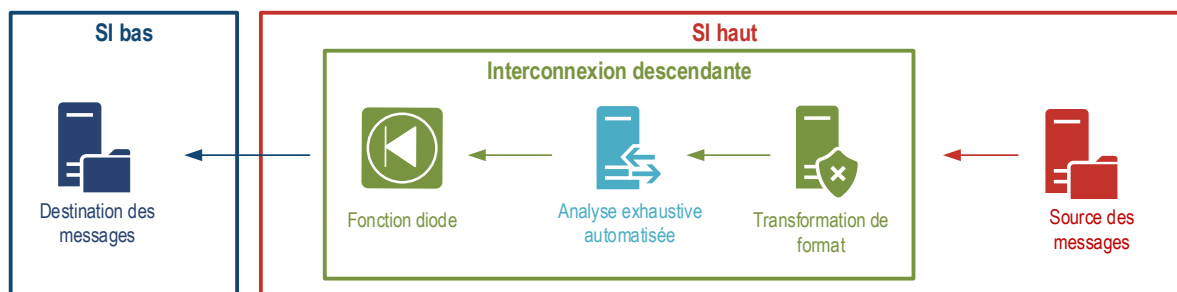 SI bas
SI haut
Interconnexion descendante
Destination des
messages
Fonction diode
Analyse exhaustive
automatisée
Transformation de
format
Source des
messages